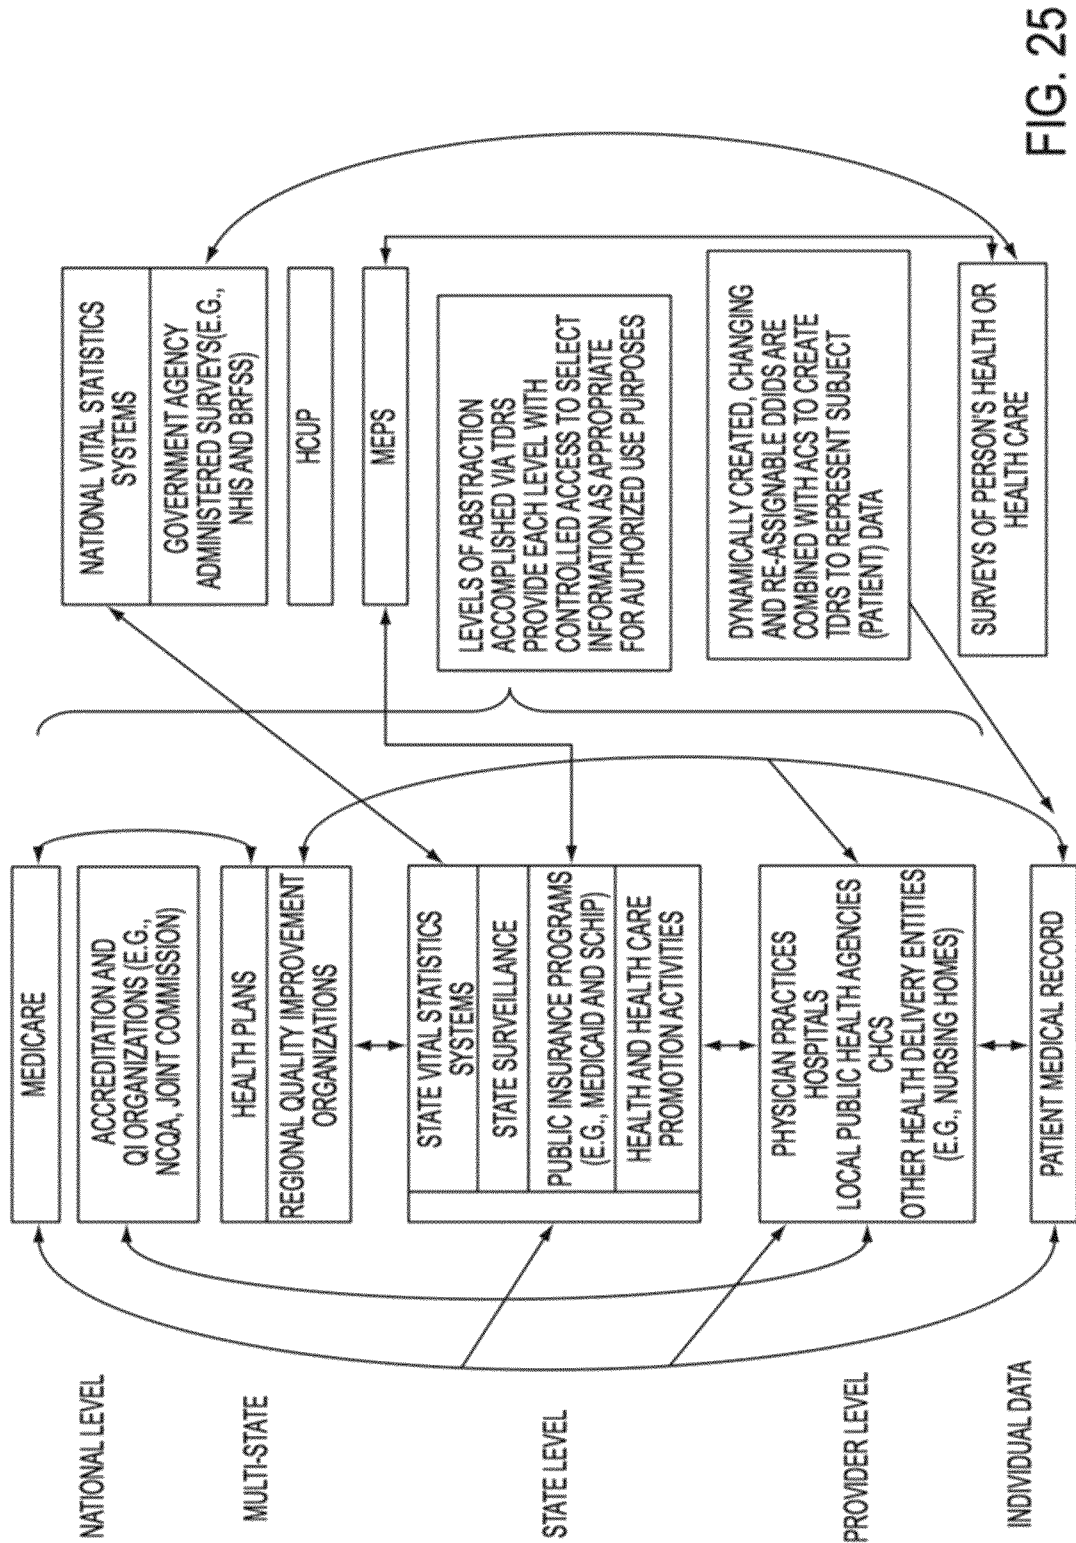 NATIONAL LEVEL
MULTI-STATE
STATE LEVEL
PROVIDER LEVEL
INDIVIDUAL DATA
MEDICARE
ACCREDITATION AND
QI ORGANIZATIONS (E.G.,
NCQA, JOINT COMMISSION)
HEALTH PLANS
REGIONAL QUALITY IMPROVEMENT
ORGANIZATIONS
STATE VITAL STATISTICS
SYSTEMS
STATE SURVEILLANCE
PUBLIC INSURANCE PROGRAMS
(E.G., MEDICAID AND SCHIP)
HEALTH AND HEALTH CARE
PROMOTION ACTIVITIES
PHYSICIAN PRACTICES
HOSPITALS
LOCAL PUBLIC HEALTH AGENCIES
CHCS
OTHER HEALTH DELIVERY ENTITIES
(E.G., NURSING HOMES)
PATIENT MEDICAL RECORD
NATIONAL VITAL STATISTICS
SYSTEMS
GOVERNMENT AGENCY
ADMINISTERED SURVEYS(E.G.,
NHIS AND BRFSS)
HCUP
MEPS
LEVELS OF ABSTRACTION
ACCOMPLISHED VIA TDRS
PROVIDE EACH LEVEL WITH
CONTROLLED ACCESS TO SELECT
INFORMATION AS APPROPRIATE
FOR AUTHORIZED USE PURPOSES
DYNAMICALLY CREATED, CHANGING
AND RE-ASSIGNABLE DDIDS ARE
COMBINED WITH ACS TO CREATE
TDRS TO REPRESENT SUBJECT
(PATIENT) DATA
SURVEYS OF PERSON'S HEALTH OR
HEALTH CARE
FIG. 25